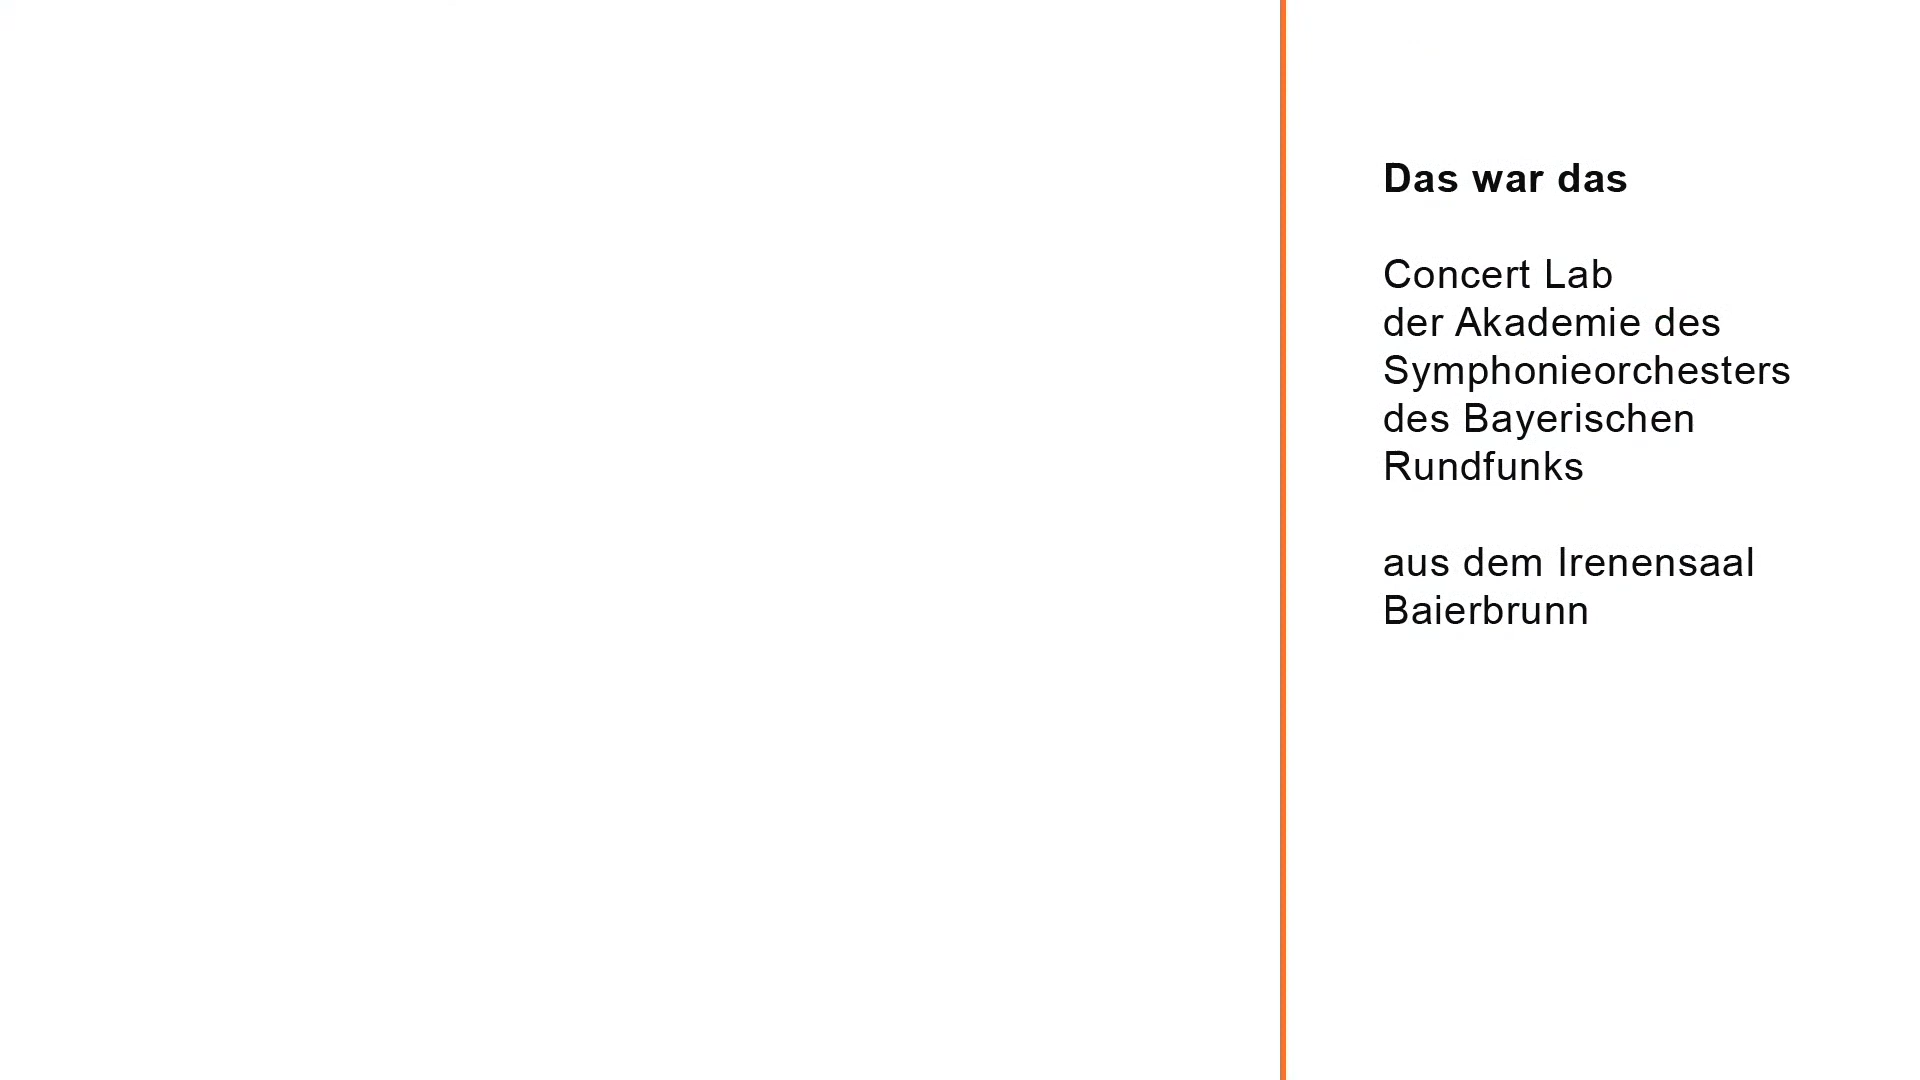 Das war das
Concert Lab
der Akademie des
Symphonieorchesters
des Bayerischen
Rundfunks
aus dem Irenensaal
Baierbrunn